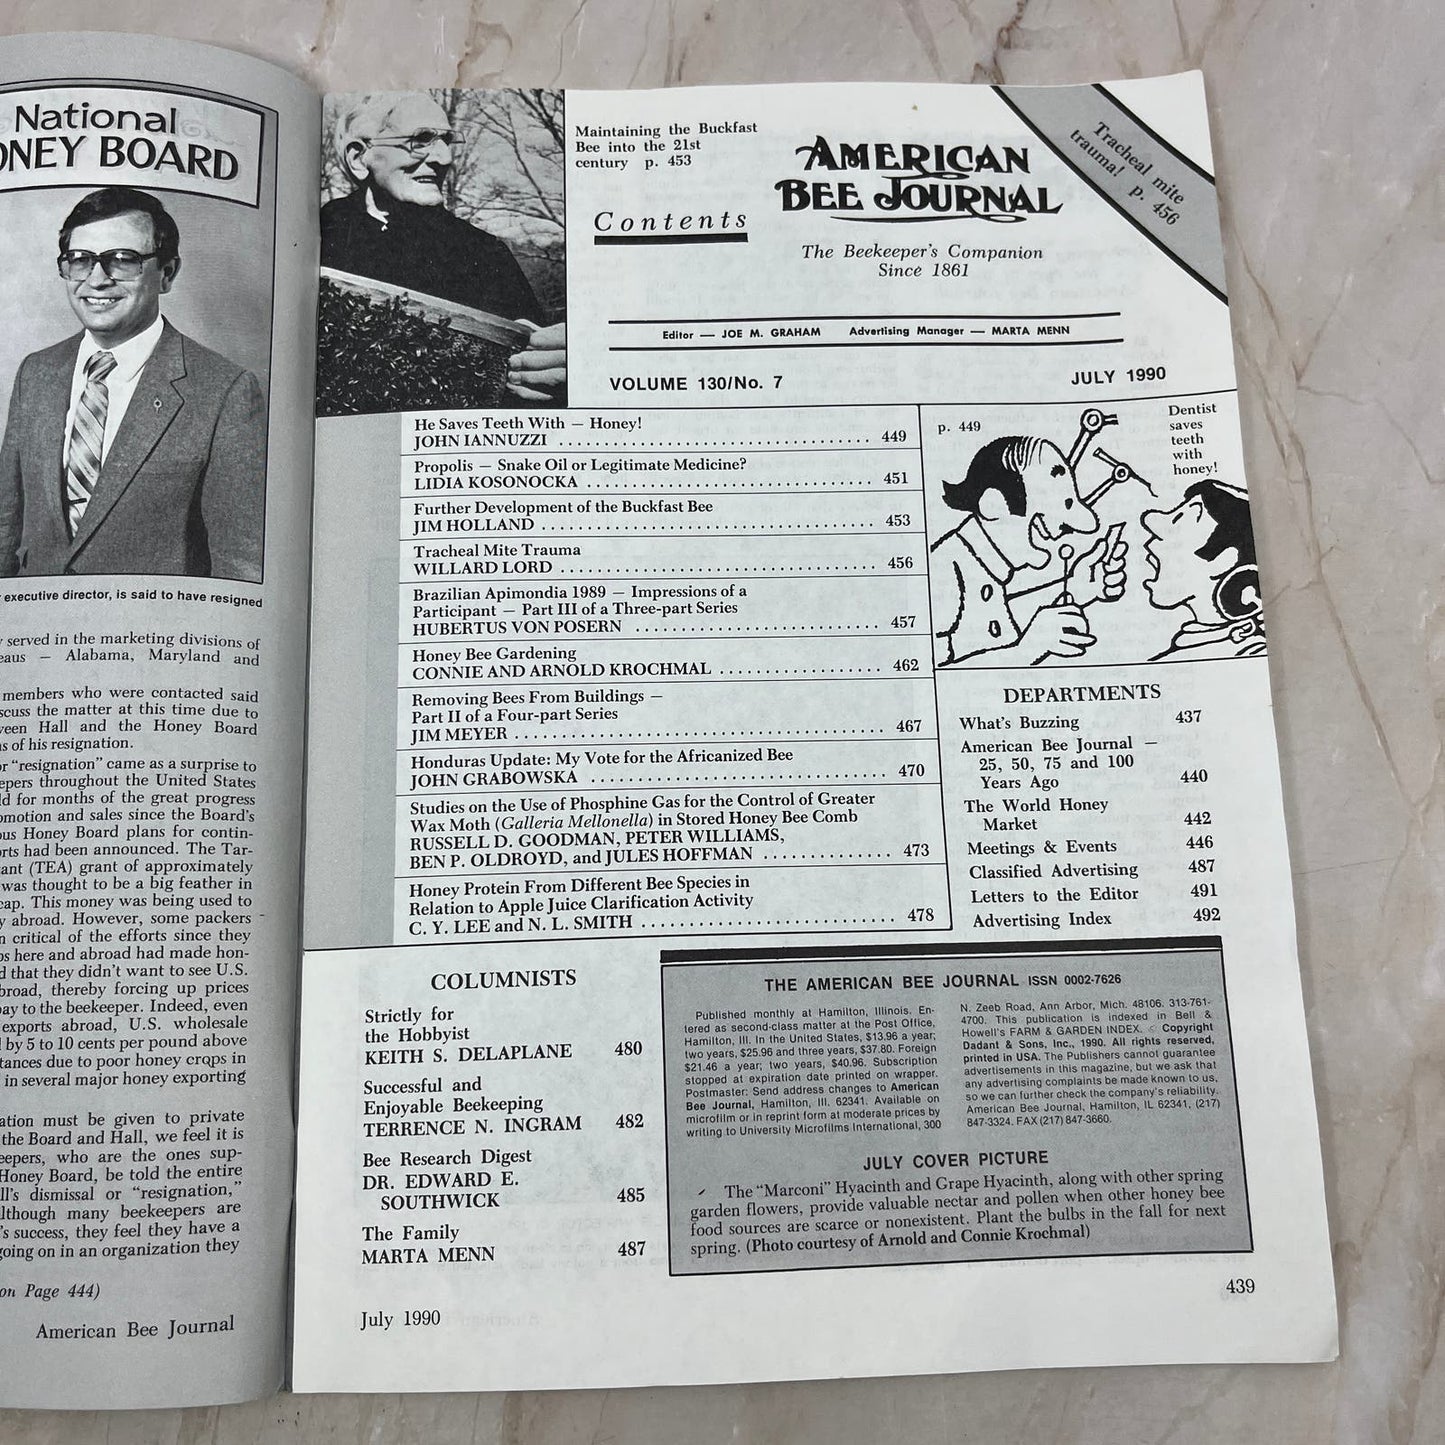 National
HONEY BOARD
executive director, is said to have resigned
served in the marketing divisions of
— Alabama, Maryland and
members who were contacted said
discuss the matter at this time due to
between Hall and the Honey Board
of his resignation.
or “resignation” came as a surprise to
throughout the United States
for months of the great progress
and sales since the Board’s
Honey Board plans for contin-
had been announced. The Tar-
(TEA) grant of approximately
was thought to be a big feather in
cap. This money was being used to
abroad. However, some packers
critical of the efforts since they
here and abroad had made hon-
that they didn’t want to see U.S.
abroad, thereby forcing up prices
pay to the beekeeper. Indeed, even
exports abroad, U.S. wholesale
by 5 to 10 cents per pound above
due to poor honey crops in
in several major honey exporting
must be given to private
the Board and Hall, we feel it is
who are the ones sup-
Honey Board, be told the entire
dismissal or “resignation,”
although many beekeepers are
success, they feel they have a
going on in an organization they
on Page 444)
American Bee Journal
Maintaining the Buckfast
Bee into the 21st
century p. 453
Contents
AMERICAN
BEE JOURNAL
The Beekeeper's Companion
Since 1861
Tracheal mite
trauma! p. 456
Editor — JOE M. GRAHAM Advertising Manager — MARTA MENN
VOLUME 130/No. 7 JULY 1990
He Saves Teeth With — Honey!
JOHN IANNUZZI 449
Propolis — Snake Oil or Legitimate Medicine?
LIDIA KOSONOCKA 451
Further Development of the Buckfast Bee
JIM HOLLAND 453
Tracheal Mite Trauma
WILLARD LORD 456
Brazilian Apimondia 1989 — Impressions of a
Participant — Part III of a Three-part Series
HUBERTUS VON POSERN 457
Honey Bee Gardening
CONNIE AND ARNOLD KROCHMAL 462
Removing Bees From Buildings —
Part II of a Four-part Series
JIM MEYER 467
Honduras Update: My Vote for the Africanized Bee
JOHN GRABOWSKA 470
Studies on the Use of Phosphine Gas for the Control of Greater
Wax Moth (Galleria Mellonella) in Stored Honey Bee Comb
RUSSELL D. GOODMAN, PETER WILLIAMS,
BEN P. OLDROYD, and JULES HOFFMAN 473
Honey Protein From Different Bee Species in
Relation to Apple Juice Clarification Activity
C. Y. LEE and N. L. SMITH 478
p. 449
Dentist
saves
teeth
with
honey!
DEPARTMENTS
What's Buzzing 437
American Bee Journal —
25, 50, 75 and 100
Years Ago 440
The World Honey
Market 442
Meetings & Events 446
Classified Advertising 487
Letters to the Editor 491
Advertising Index 492
COLUMNISTS
Strictly for
the Hobbyist
KEITH S. DELAPLANE 480
Successful and
Enjoyable Beekeeping
TERRENCE N. INGRAM 482
Bee Research Digest
DR. EDWARD E.
SOUTHWICK 485
The Family
MARTA MENN 487
THE AMERICAN BEE JOURNAL ISSN 0002-7626
Published monthly at Hamilton, Illinois. En-
tered as second-class matter at the Post Office,
Hamilton, Ill. In the United States, $13.96 a year;
two years, $25.96 and three years, $37.80. Foreign
$21.46 a year; two years, $40.96. Subscription
stopped at expiration date printed on wrapper.
Postmaster: Send address changes to American
Bee Journal, Hamilton, Ill. 62341. Available on
microfilm or in reprint form at moderate prices by
writing to University Microfilms International, 300
N. Zeeb Road, Ann Arbor, Mich. 48106. 313-761-
4700. This publication is indexed in Bell &
Howell's FARM & GARDEN INDEX. © Copyright
Dadant & Sons, Inc., 1990. All rights reserved,
printed in USA. The Publishers cannot guarantee
advertisements in this magazine, but we ask that
any advertising complaints be made known to us,
so we can further check the company's reliability.
American Bee Journal, Hamilton, IL 62341, (217)
847-3324. FAX (217) 847-3660.
JULY COVER PICTURE
The “Marconi” Hyacinth and Grape Hyacinth, along with other spring
garden flowers, provide valuable nectar and pollen when other honey bee
food sources are scarce or nonexistent. Plant the bulbs in the fall for next
spring. (Photo courtesy of Arnold and Connie Krochmal)
439
July 1990